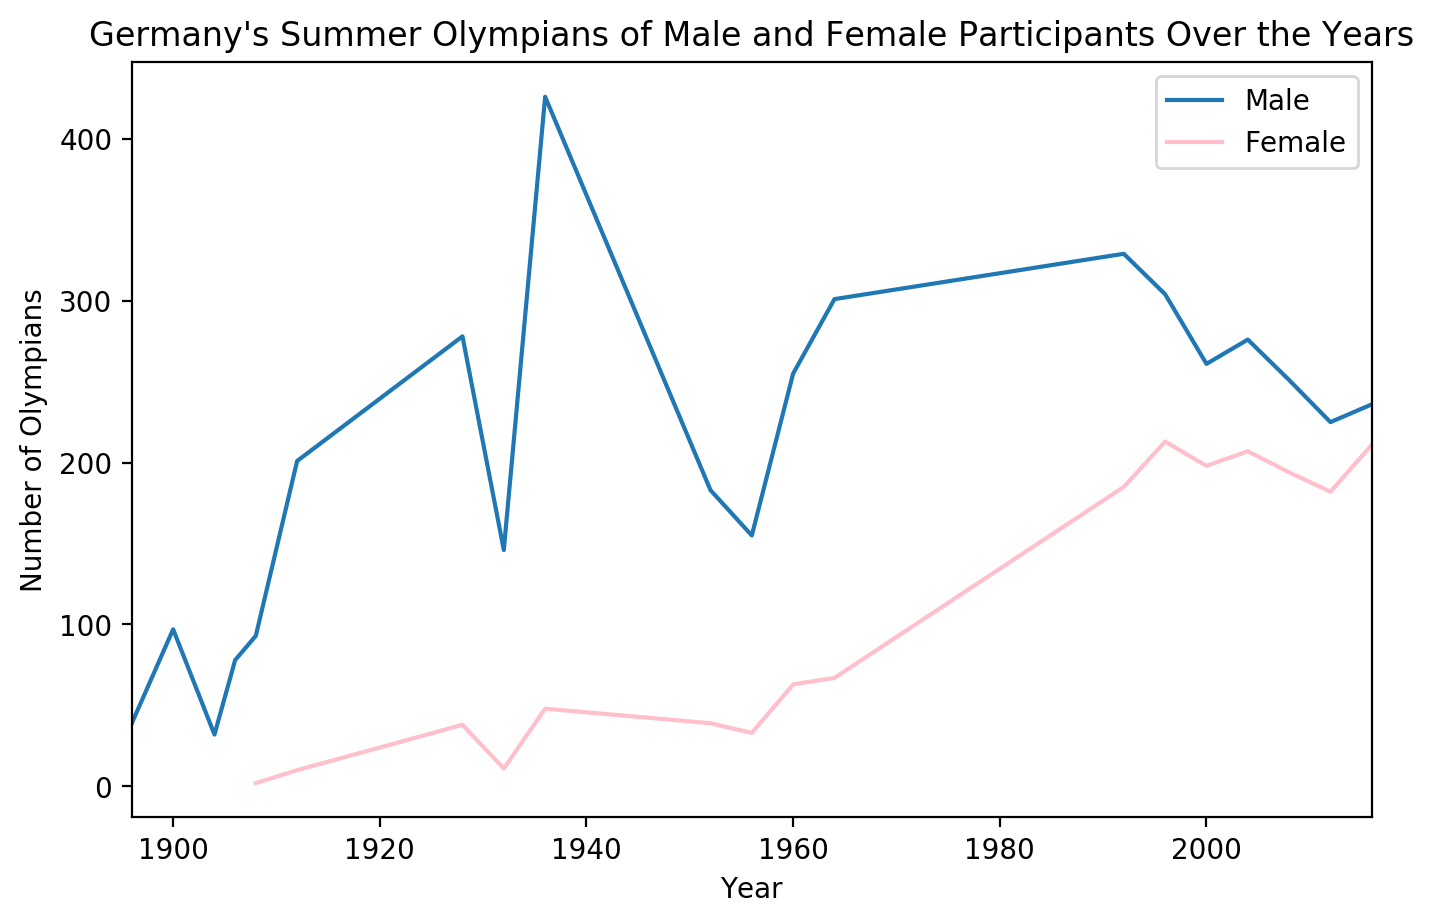 Germany's Summer Olympians of Male and Female Participants Over the Years
Male
Female
400
300
200
100
0
Number of Olympians
1900 1920 1940 1960 1980 2000
Year